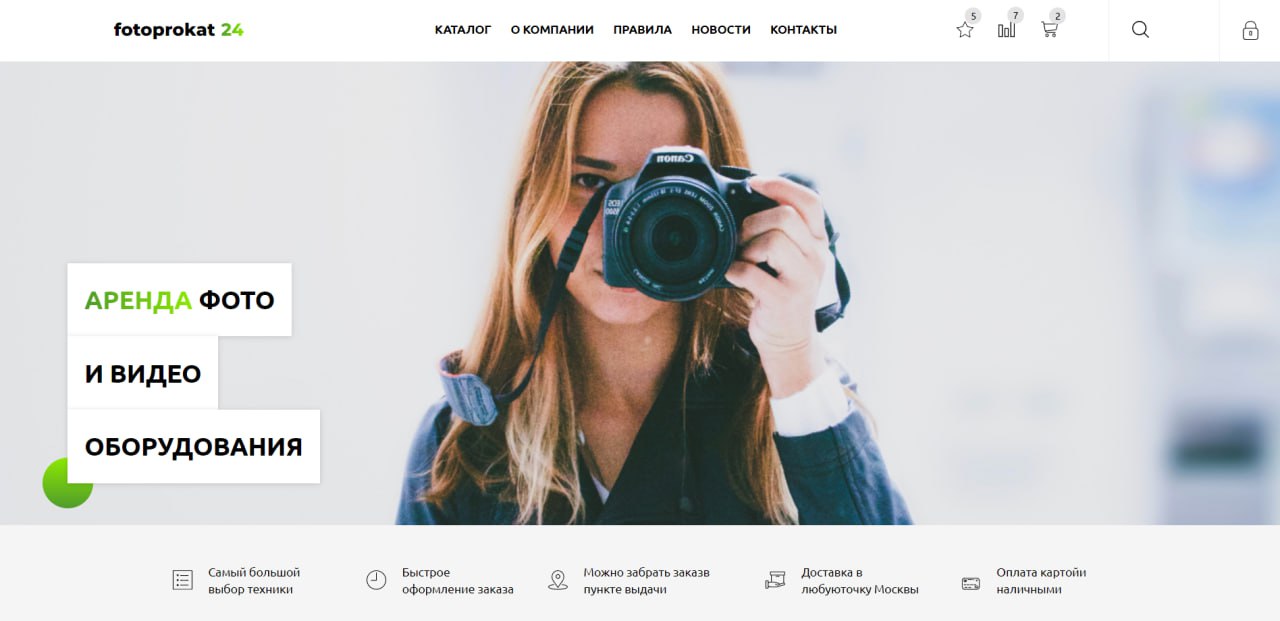 fotoprokat 24
КАТАЛОГ О КОМПАНИИ ПРАВИЛА НОВОСТИ КОНТАКТЫ
5 7 2
0
Canon
EOS
АРЕНДА ФОТО
И ВИДЕО
ОБОРУДОВАНИЯ
Самый большой
выбор техники
Быстрое
оформление заказа
Можно забрать заказв
пункте выдачи
Доставка в
любуюточку Москвы
Оплата картойи
наличными